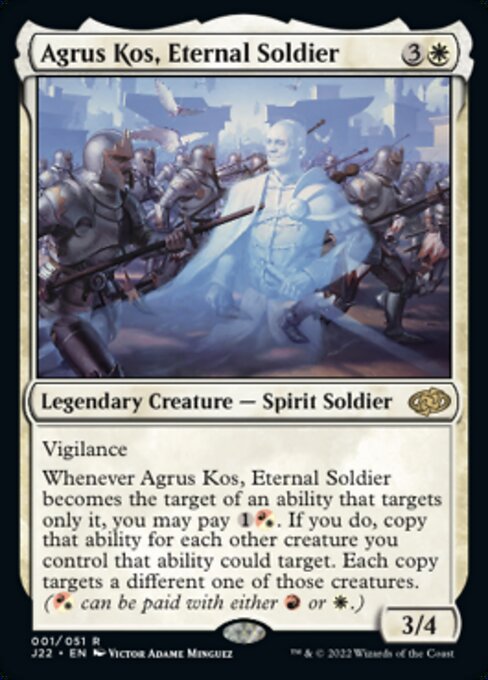 Agrus Kos, Eternal Soldier 3
Legendary Creature — Spirit Soldier
Vigilance
Whenever Agrus Kos, Eternal Soldier
becomes the target of an ability that targets
only it, you may pay 1 . If you do, copy
that ability for each other creature you
control that ability could target. Each copy
targets a different one of those creatures.
( can be paid with either or .)
3/4
001/051 R
J22 • EN Victor Adame Minguez
™ & © 2022 Wizards of the Coast